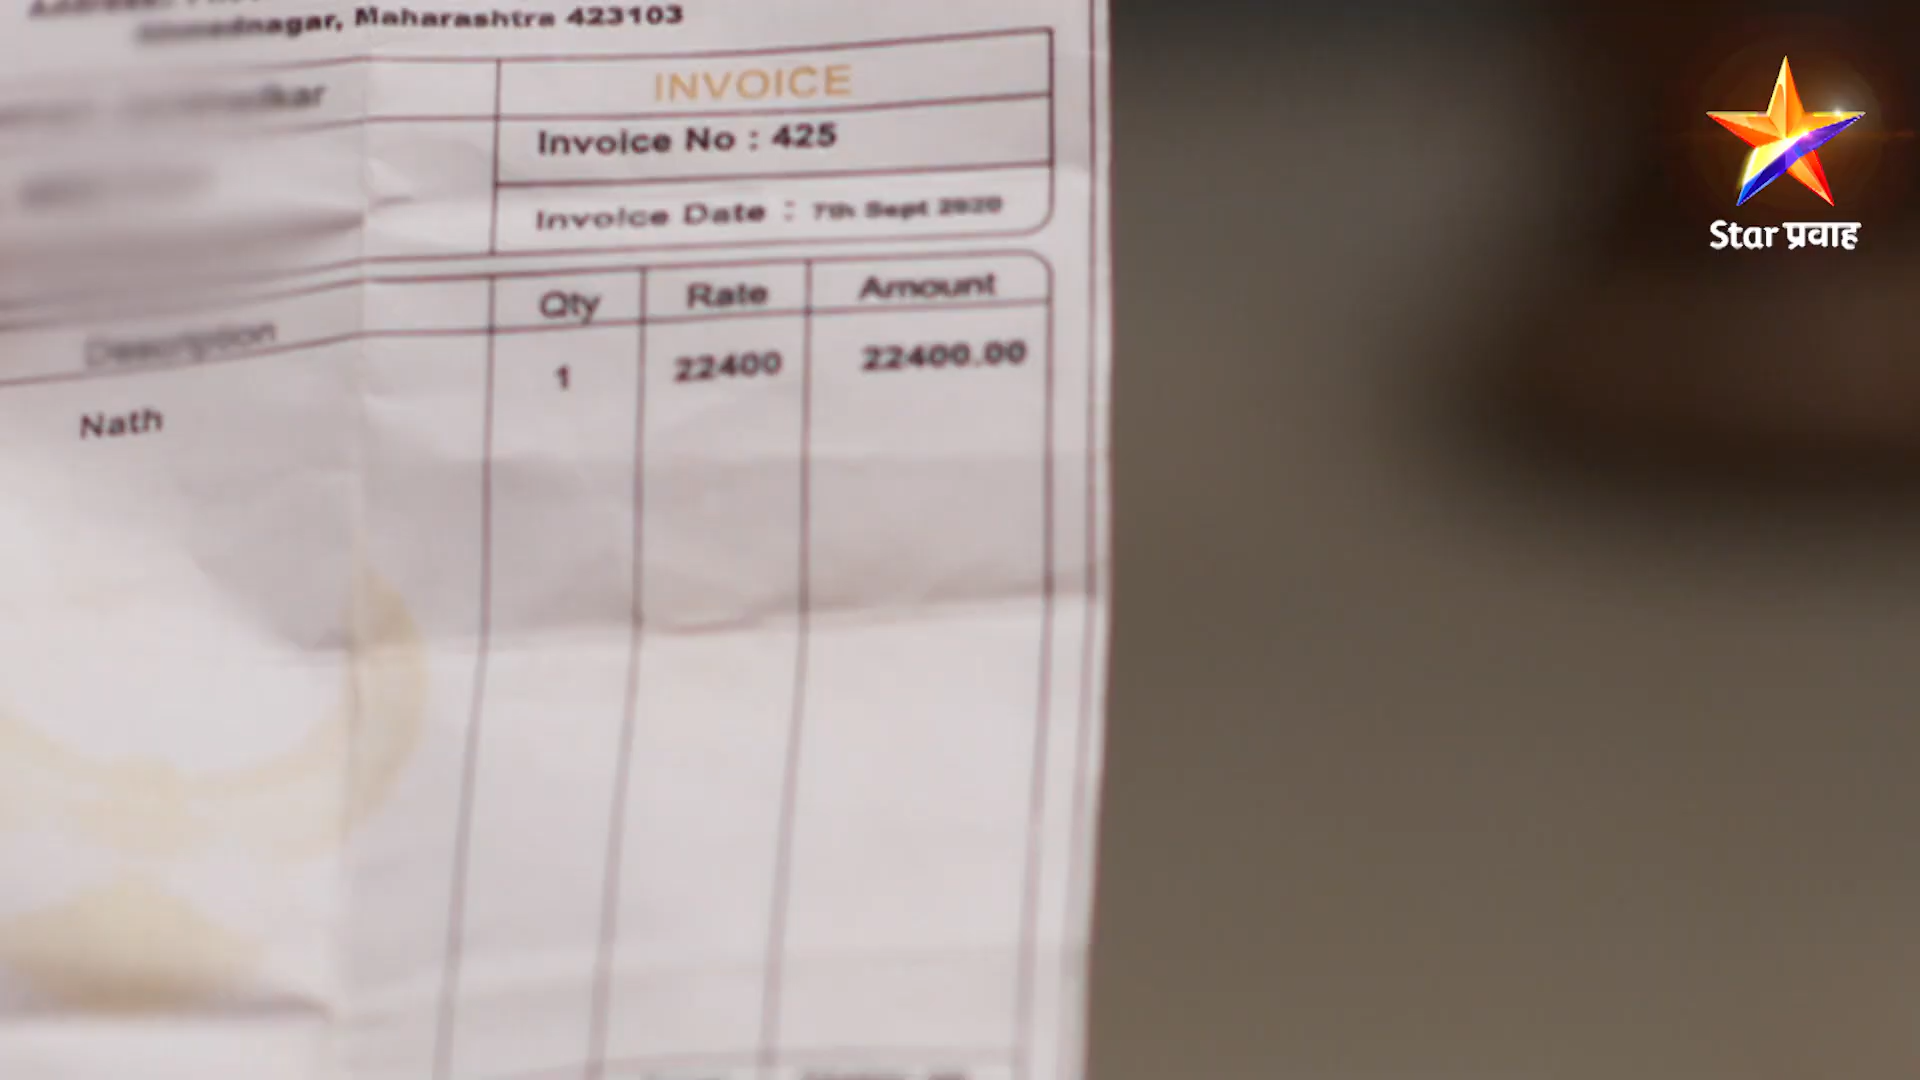 Maharashtra 423103
INVOICE
Invoice No : 425
Invoice Date : 7th Sept 2020
Description Qty Rate Amount
Nath 1 22400 22400.00
Star प्रवाह